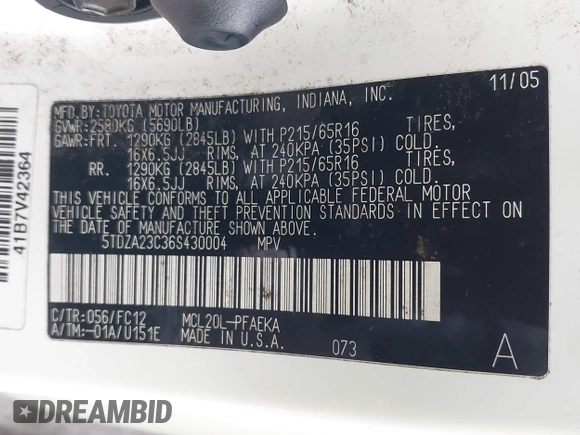 11/05
MFD.BY:TOYOTA MOTOR MANUFACTURING, INDIANA, INC.
GVWR:2580KG (5690LB)
GAWR:FRT. 1290KG (2845LB) WITH P215/65R16 TIRES,
16X6.5JJ RIMS, AT 240KPA (35PSI) COLD.
RR. 1290KG (2845LB) WITH P215/65R16 TIRES,
16X6.5JJ RIMS, AT 240KPA (35PSI) COLD.
THIS VEHICLE CONFORMS TO ALL APPLICABLE FEDERAL MOTOR
VEHICLE SAFETY AND THEFT PREVENTION STANDARDS IN EFFECT ON
THE DATE OF MANUFACTURE SHOWN ABOVE.
5TDZA23C36S430004 MPV
C/TR:056/FC12 MCL20L-PFAEKA
A/TM:-01A/U151E MADE IN U.S.A.
073 A
41B7V42364
DREAMBID